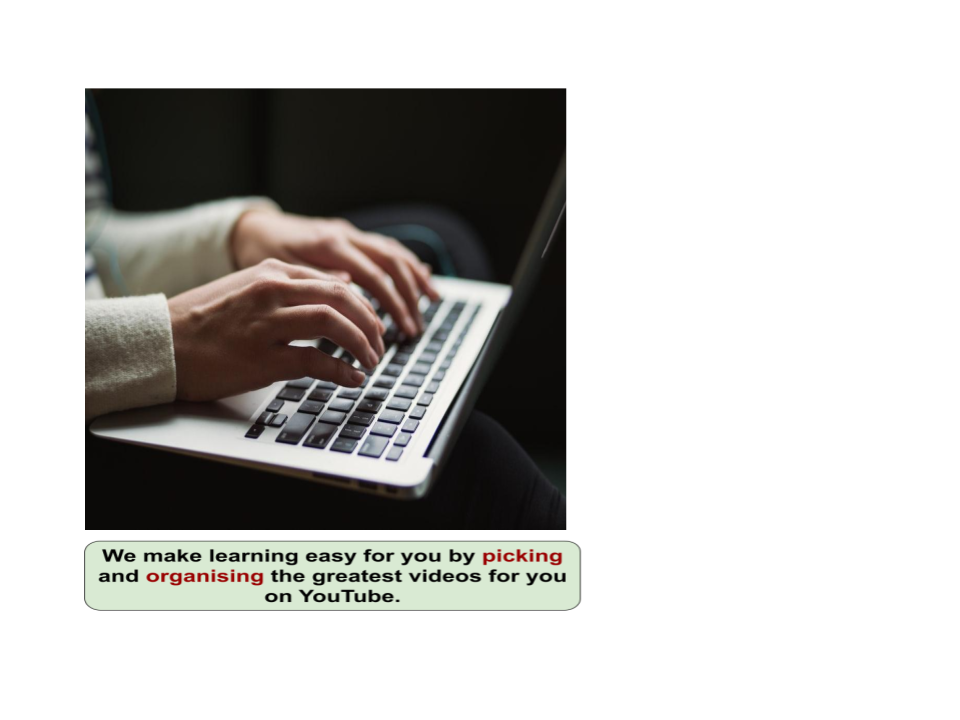 We make learning easy for you by picking
and organising the greatest videos for you
on YouTube.